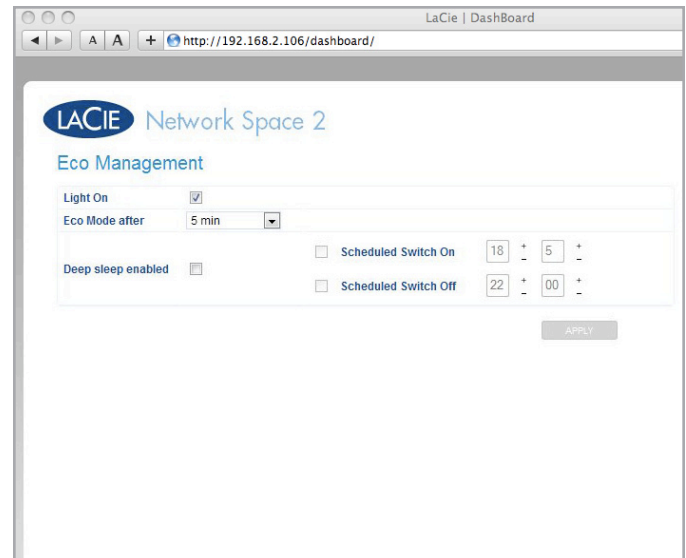 LaCie | DashBoard
A A + http://192.168.2.106/dashboard/
LACIE Network Space 2
Eco Management
Light On
Eco Mode after 5 min
Deep sleep enabled
Scheduled Switch On 18 + - 5 + -
Scheduled Switch Off 22 + - 00 + -
APPLY